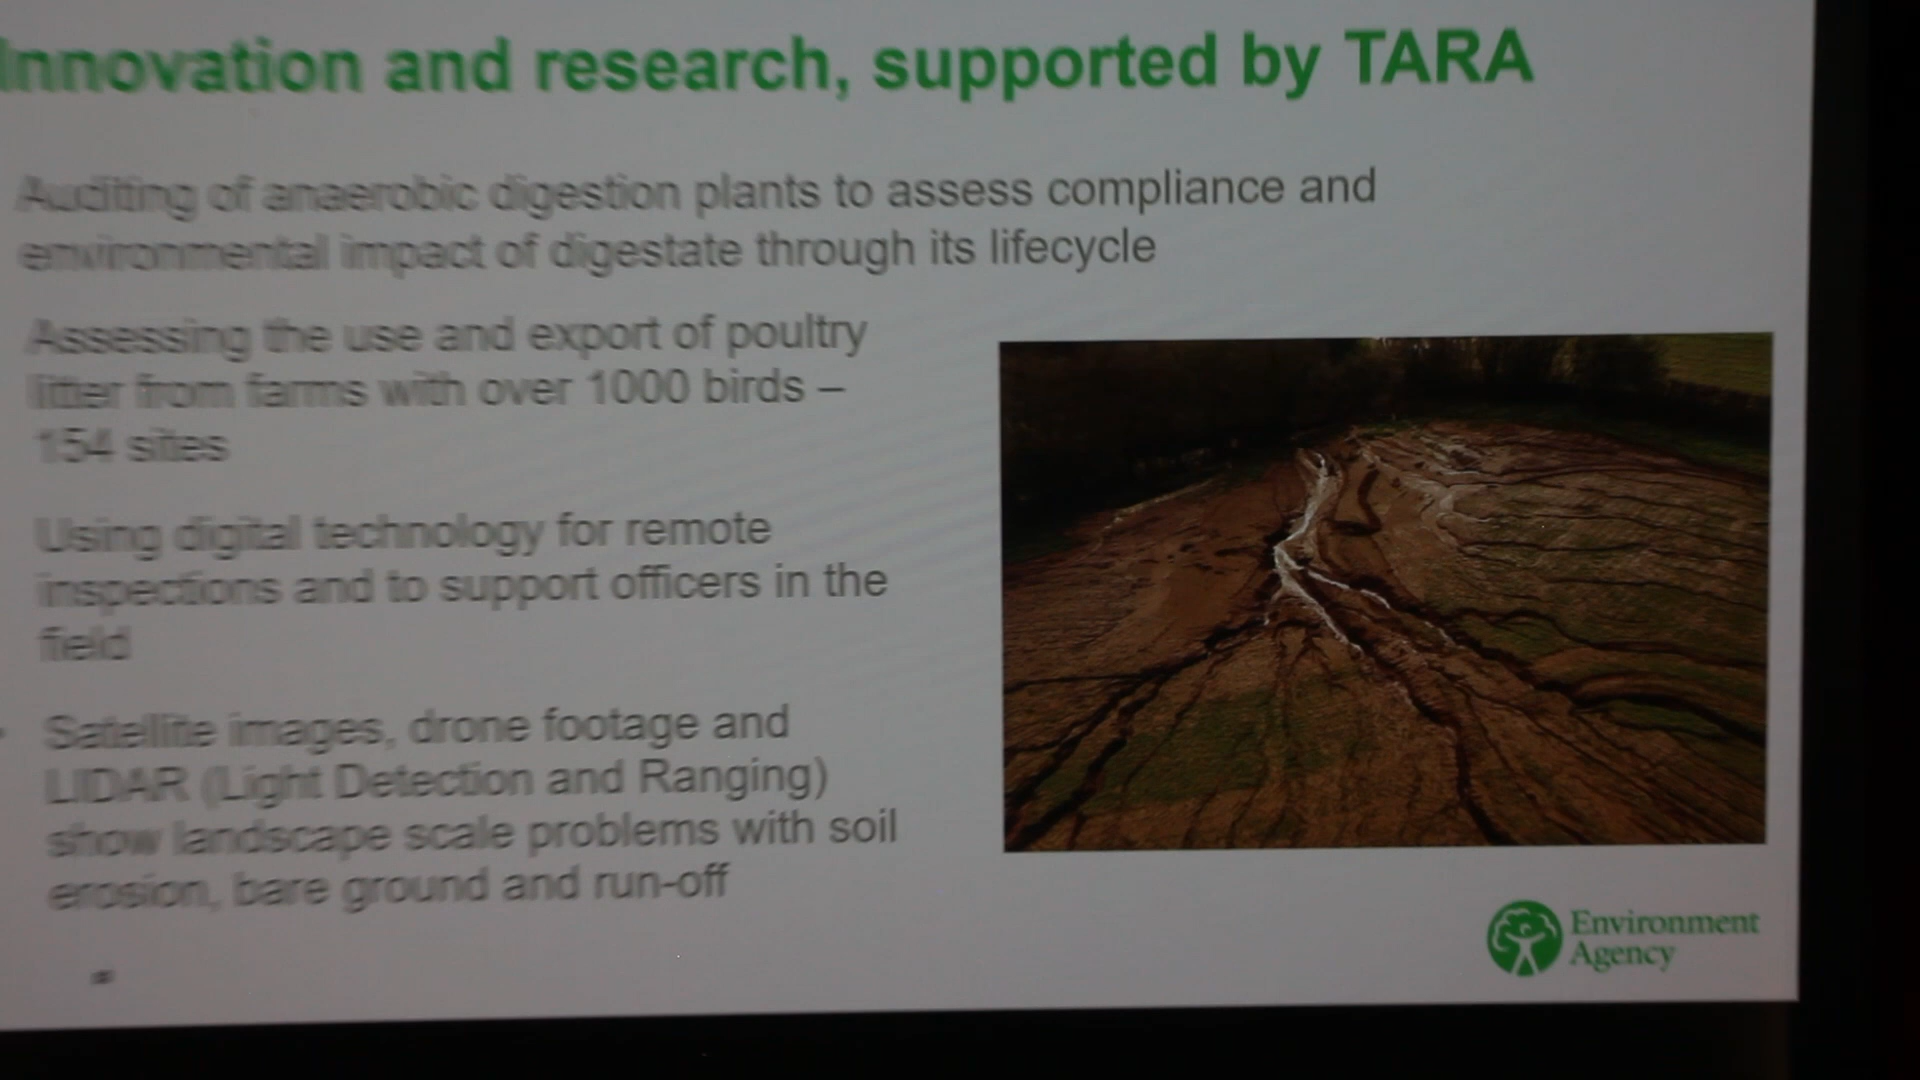 Innovation and research, supported by TARA
Auditing of anaerobic digestion plants to assess compliance and
environmental impact of digestate through its lifecycle
Assessing the use and export of poultry
litter from farms with over 1000 birds –
154 sites
Using digital technology for remote
inspections and to support officers in the
field
Satellite images, drone footage and
LIDAR (Light Detection and Ranging)
show landscape scale problems with soil
erosion, bare ground and run-off
Environment
Agency